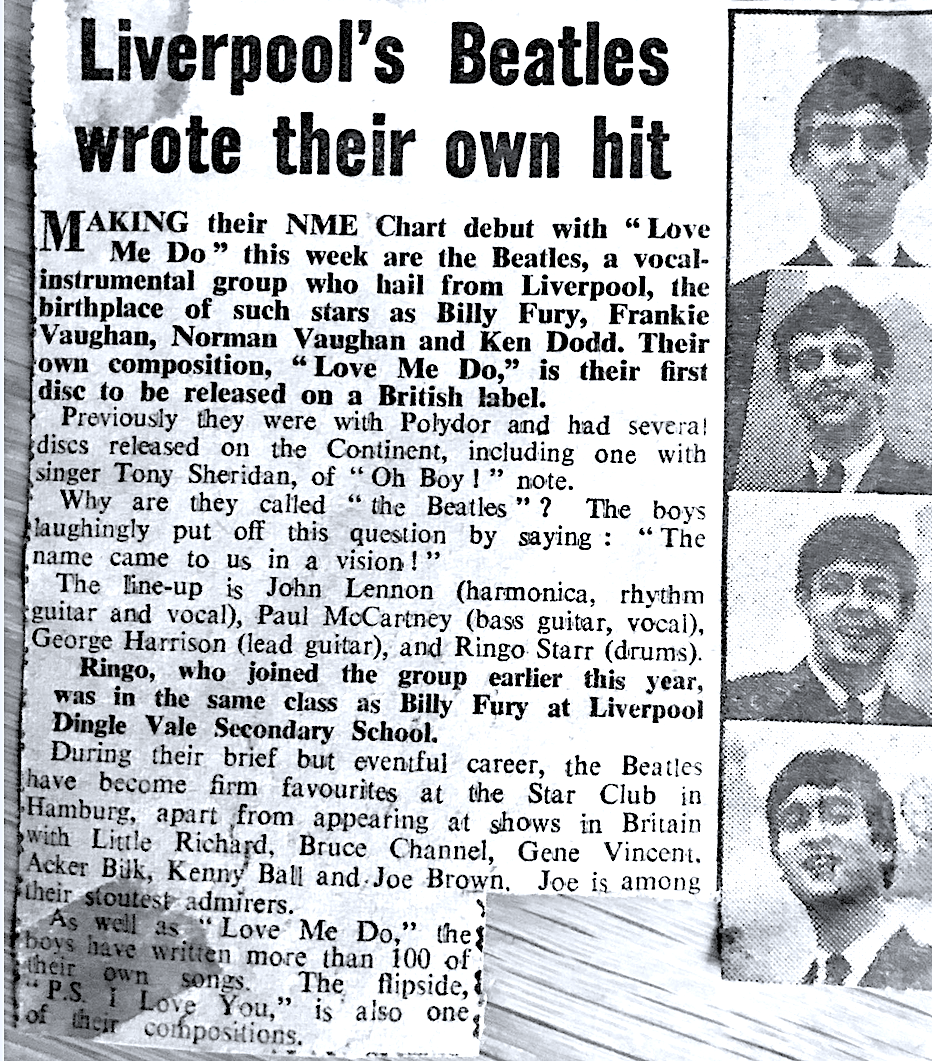 Liverpool's Beatles
wrote their own hit
MAKING their NME Chart debut with “Love
Me Do” this week are the Beatles, a vocal-
instrumental group who hail from Liverpool, the
birthplace of such stars as Billy Fury, Frankie
Vaughan, Norman Vaughan and Ken Dodd. Their
own composition, “Love Me Do,” is their first
disc to be released on a British label.
Previously they were with Polydor and had several
discs released on the Continent, including one with
singer Tony Sheridan, of “Oh Boy!” note.
Why are they called “the Beatles”? The boys
laughingly put off this question by saying: “The
name came to us in a vision!”
The line-up is John Lennon (harmonica, rhythm
guitar and vocal), Paul McCartney (bass guitar, vocal),
George Harrison (lead guitar), and Ringo Starr (drums).
Ringo, who joined the group earlier this year,
was in the same class as Billy Fury at Liverpool
Dingle Vale Secondary School.
During their brief but eventful career, the Beatles
have become firm favourites at the Star Club in
Hamburg, apart from appearing at shows in Britain
with Little Richard, Bruce Channel, Gene Vincent,
Acker Bilk, Kenny Ball and Joe Brown. Joe is among
their stoutest admirers.
As well as “Love Me Do,” the
boys have written more than 100 of
their own songs. The flipside,
“P.S. I Love You,” is also one
of their compositions.